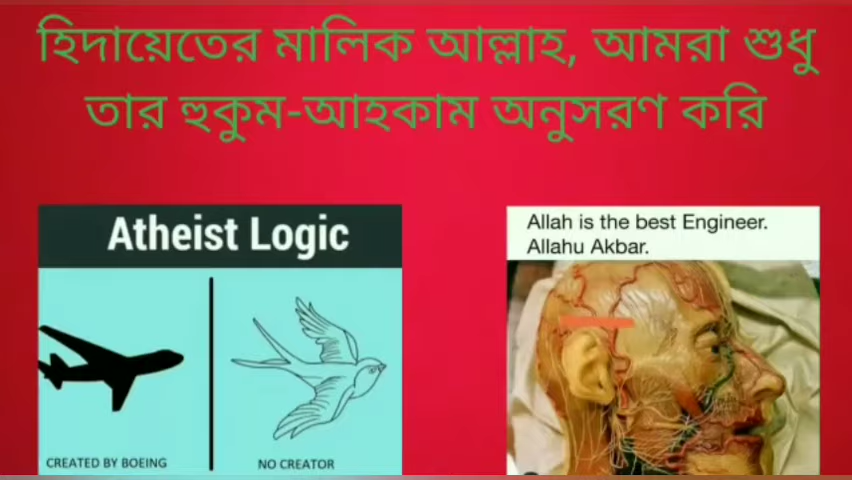 হিদায়েতের মালিক আল্লাহ, আমরা শুধু
তার হুকুম-আহকাম অনুসরণ করি
Atheist Logic
CREATED BY BOEING
NO CREATOR
Allah is the best Engineer.
Allahu Akbar.